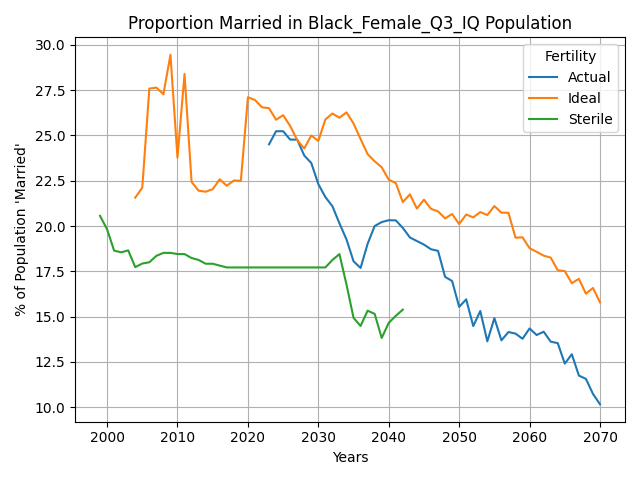 Proportion Married in Black_Female_Q3_IQ Population
Fertility
Actual
Ideal
Sterile
% of Population 'Married'
30.0
27.5
25.0
22.5
20.0
17.5
15.0
12.5
10.0
2000 2010 2020 2030 2040 2050 2060 2070
Years